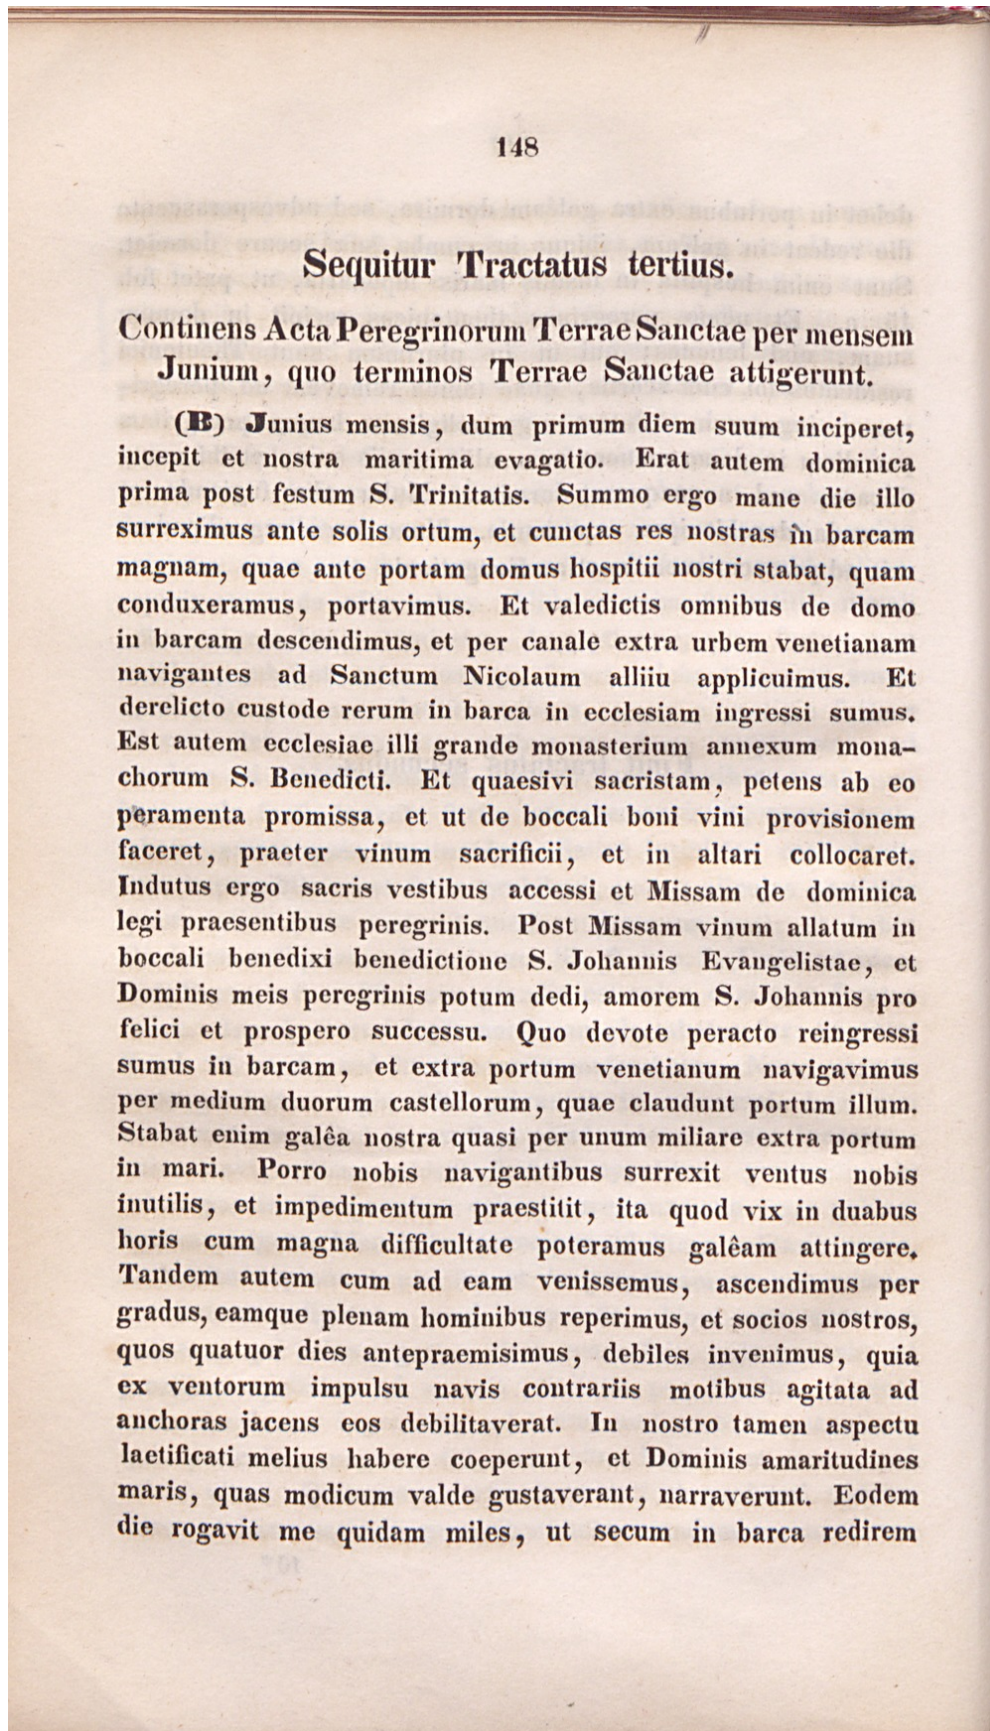 148
Sequitur Tractatus tertius.
Continens Acta Peregrinorum Terrae Sanctae per mensem
Junium, quo terminos Terrae Sanctae attigerunt.
(B) Junius mensis, dum primum diem suum inciperet,
incepit et nostra maritima evagatio. Erat autem dominica
prima post festum S. Trinitatis. Summo ergo mane die illo
surreximus ante solis ortum, et cunctas res nostras in barcam
magnam, quae ante portam domus hospitii nostri stabat, quam
conduxeramus, portavimus. Et valedictis omnibus de domo
in barcam descendimus, et per canale extra urbem venetianam
navigantes ad Sanctum Nicolaum alliiu applicuimus. Et
derelicto custode rerum in barca in ecclesiam ingressi sumus.
Est autem ecclesiae illi grande monasterium annexum mona-
chorum S. Benedicti. Et quaesivi sacristam, petens ab eo
peramenta promissa, et ut de boccali boni vini provisionem
faceret, praeter vinum sacrificii, et in altari collocaret.
Indutus ergo sacris vestibus accessi et Missam de dominica
legi praesentibus peregrinis. Post Missam vinum allatum in
boccali benedixi benedictione S. Johannis Evangelistae, et
Dominis meis peregrinis potum dedi, amorem S. Johannis pro
felici et prospero successu. Quo devote peracto reingressi
sumus in barcam, et extra portum venetianum navigavimus
per medium duorum castellorum, quae claudunt portum illum.
Stabat enim galêa nostra quasi per unum miliare extra portum
in mari. Porro nobis navigantibus surrexit ventus nobis
inutilis, et impedimentum praestitit, ita quod vix in duabus
horis cum magna difficultate poteramus galêam attingere.
Tandem autem cum ad eam venissemus, ascendimus per
gradus, eamque plenam hominibus reperimus, et socios nostros,
quos quatuor dies antepraemisimus, debiles invenimus, quia
ex ventorum impulsu navis contrariis motibus agitata ad
anchoras jacens eos debilitaverat. In nostro tamen aspectu
laetificati melius habere coeperunt, et Dominis amaritudines
maris, quas modicum valde gustaverant, narraverunt. Eodem
die rogavit me quidam miles, ut secum in barca redirem